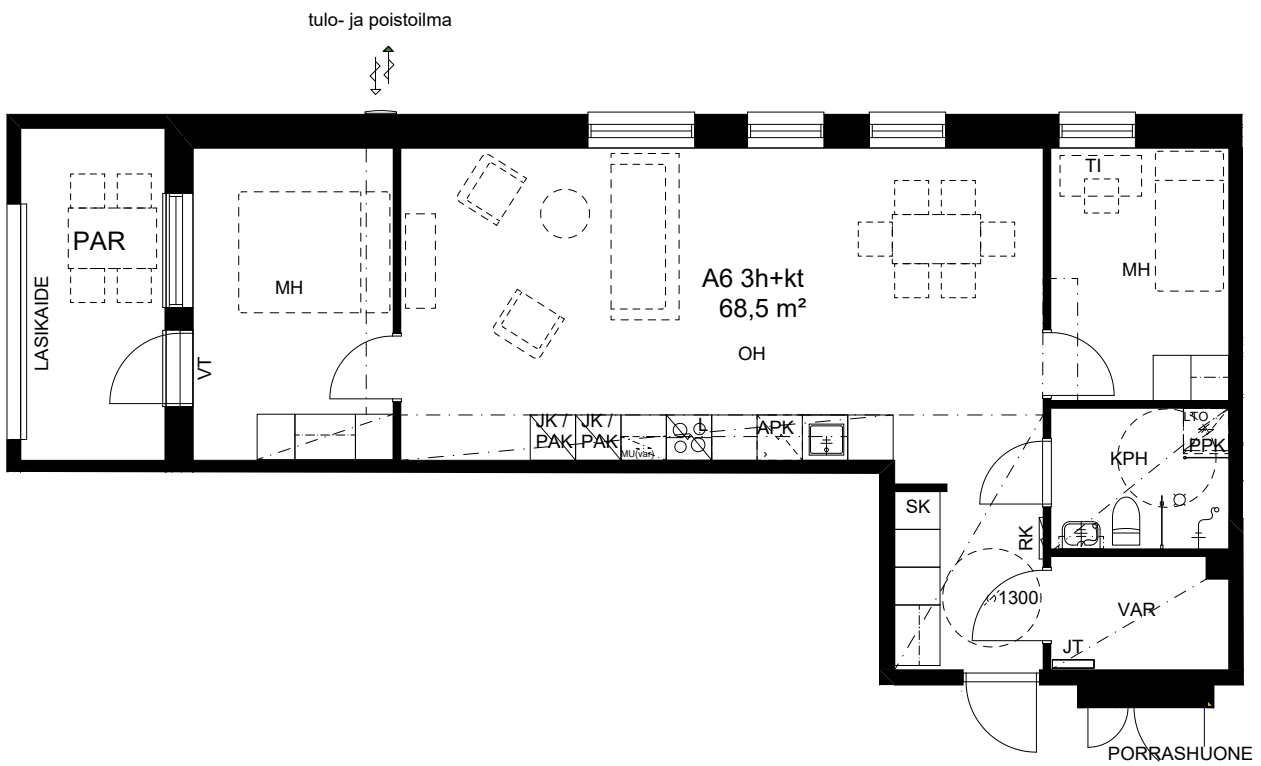 tulo- ja poistoilma
TI
PAR
MH
MH
A6 3h+kt
68,5 m²
LASIKAIDE
VT
OH
JK /
PAK
JK /
PAK
MU(var)
L
APK
LTO
PPK
KPH
SK
RK
1300
VAR
JT
PORRASHUONE